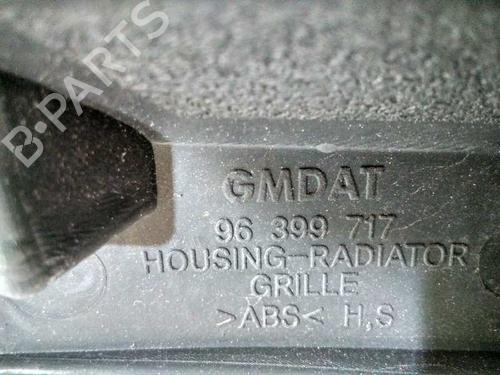 B-PARTS
GMDAT
96 399 717
HOUSING-RADIATOR
GRILLE
>ABS< H,S